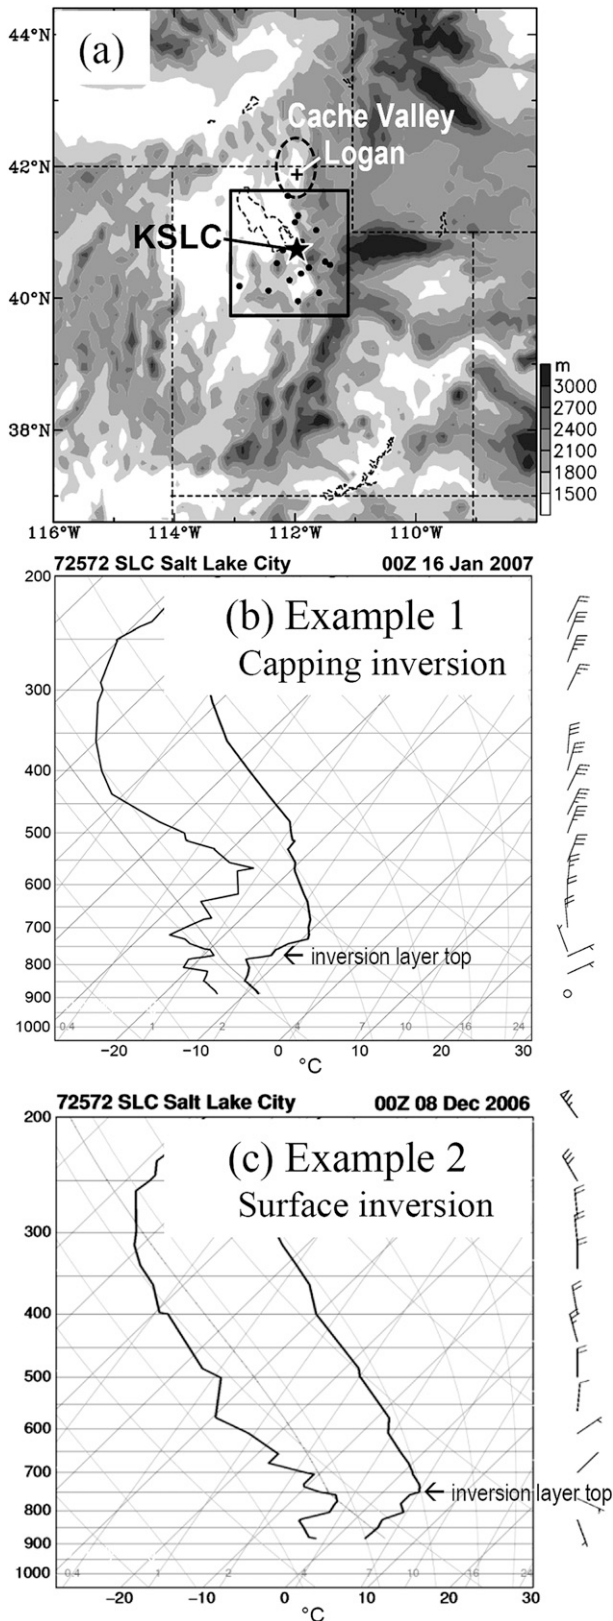 44°N
(a)
Cache Valley
42°N
Logan
KSLC
40°N
m
3000
38°N
2700
2400
2100
1800
1500
116°W 114°W 112°W 110°W
72572 SLC Salt Lake City 00Z 16 Jan 2007
200
(b) Example 1
Capping inversion
300
400
500
600
700
inversion layer top
800
900
1000
0.4 1 2 4 7 10 16 24
−20 −10 0 10 20 30
°C
72572 SLC Salt Lake City 00Z 08 Dec 2006
200
(c) Example 2
Surface inversion
300
400
500
600
700
inversion layer top
800
900
1000
0.4 1 2 4 7 10 16 24
−20 −10 0 10 20 30
°C